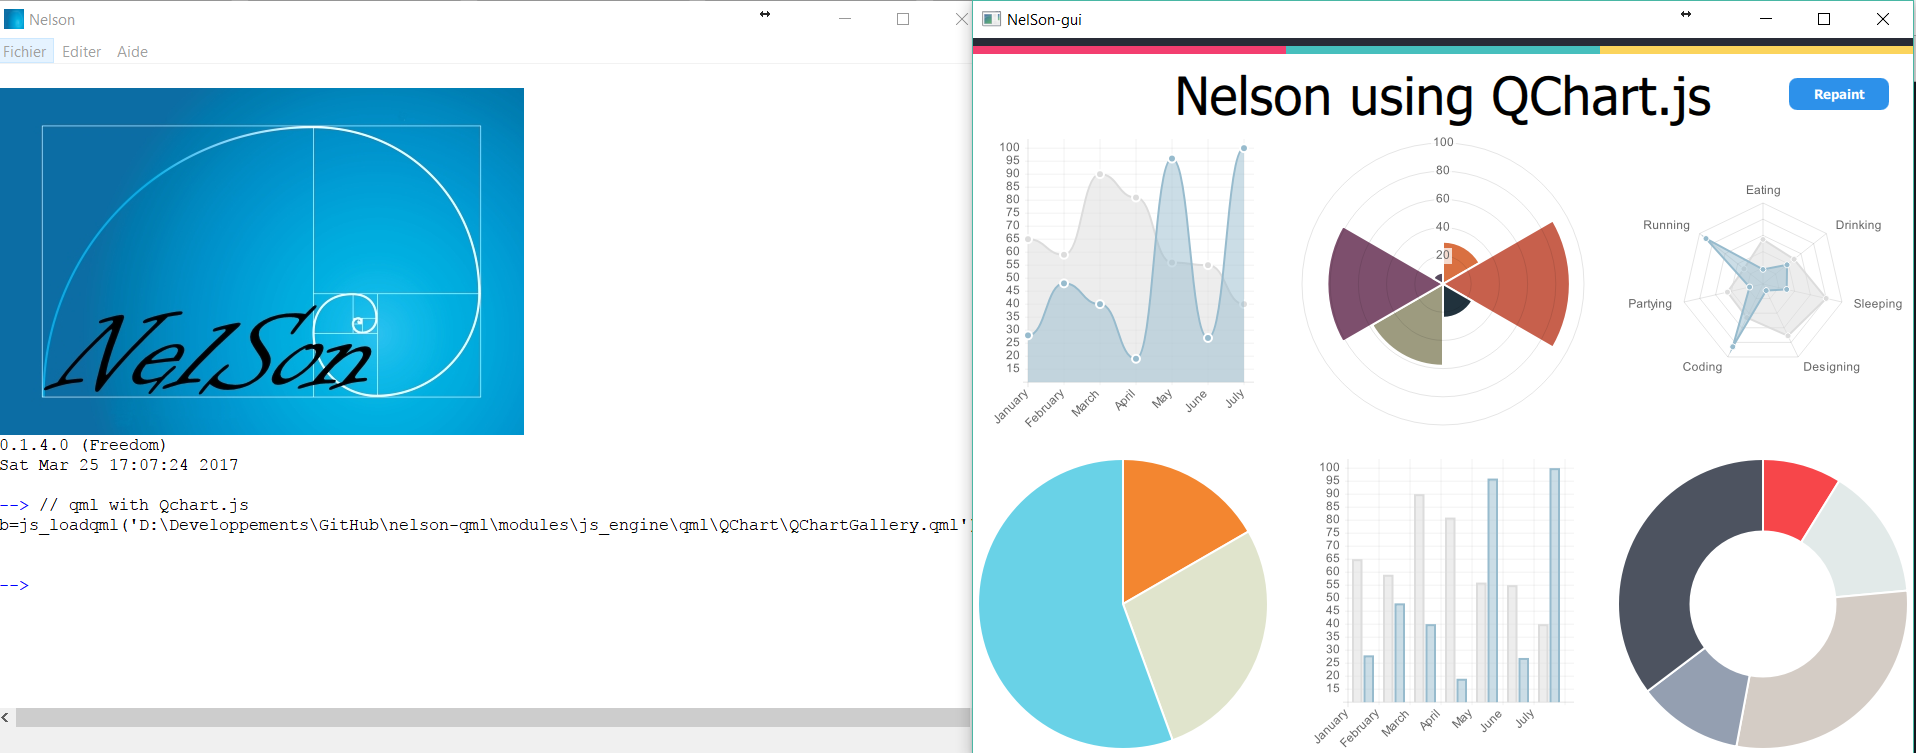 Nelson
Fichier Editer Aide
NelSon
0.1.4.0 (Freedom)
Sat Mar 25 17:07:24 2017
--> // qml with Qchart.js
b=js_loadqml('D:\Developpements\GitHub\nelson-qml\modules\js_engine\qml\QChart\QChartGallery.qml')
-->
NelSon-gui
Nelson using QChart.js
Repaint
100
95
90
85
80
75
70
65
60
55
50
45
40
35
30
25
20
15
January February March April May June July
100
80
60
40
20
Eating
Drinking
Sleeping
Designing
Coding
Partying
Running
100
95
90
85
80
75
70
65
60
55
50
45
40
35
30
25
20
15
January February March April May June July